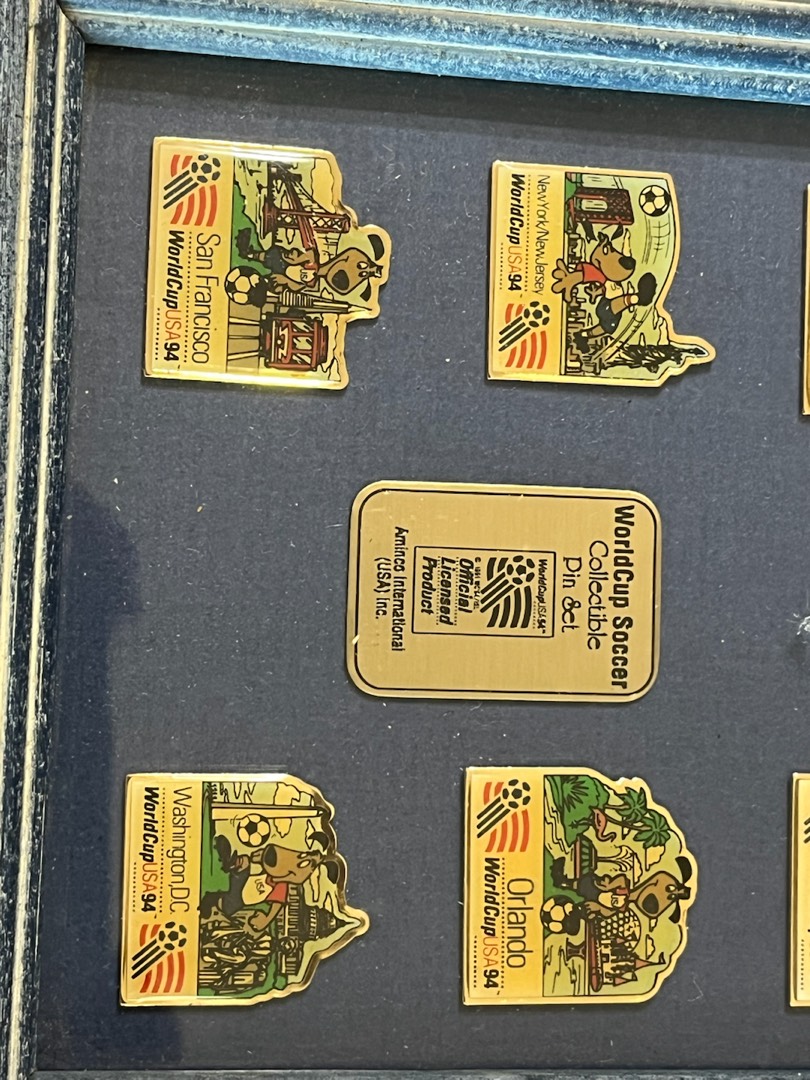 San Francisco
WorldCupUSA94
New York/New Jersey
WorldCupUSA94
WorldCup Soccer
Collectible
Pin Set
WorldCupUSA94
Official
Licensed
Product
Aminco International
(USA) Inc.
Washington, D.C.
WorldCupUSA94
USA
Orlando
WorldCupUSA94